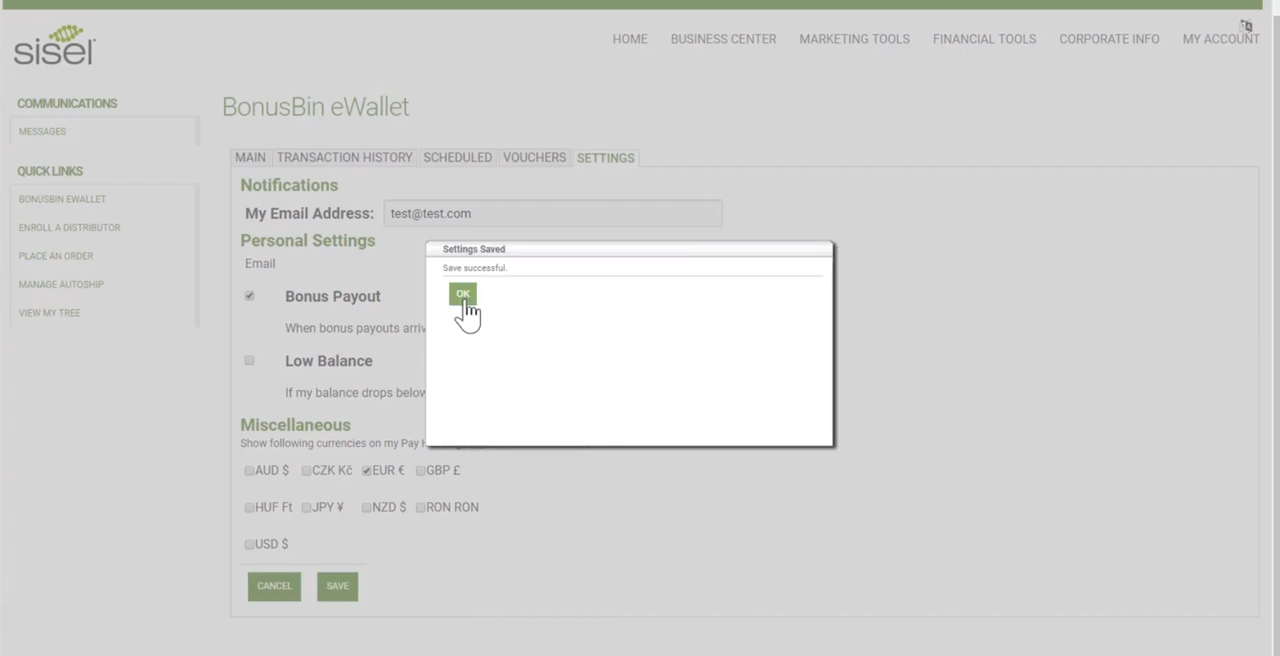 sisel
HOME BUSINESS CENTER MARKETING TOOLS FINANCIAL TOOLS CORPORATE INFO MY ACCOUNT
COMMUNICATIONS
MESSAGES
QUICK LINKS
BONUSBIN EWALLET
ENROLL A DISTRIBUTOR
PLACE AN ORDER
MANAGE AUTOSHIP
VIEW MY TREE
BonusBin eWallet
MAIN TRANSACTION HISTORY SCHEDULED VOUCHERS SETTINGS
Notifications
My Email Address: test@test.com
Personal Settings
Email
Bonus Payout
When bonus payouts arriv
Low Balance
If my balance drops below
Miscellaneous
Show following currencies on my Pay H
AUD $ CZK Kč EUR € GBP £
HUF Ft JPY ¥ NZD $ RON RON
USD $
CANCEL SAVE
Settings Saved
Save successful.
OK